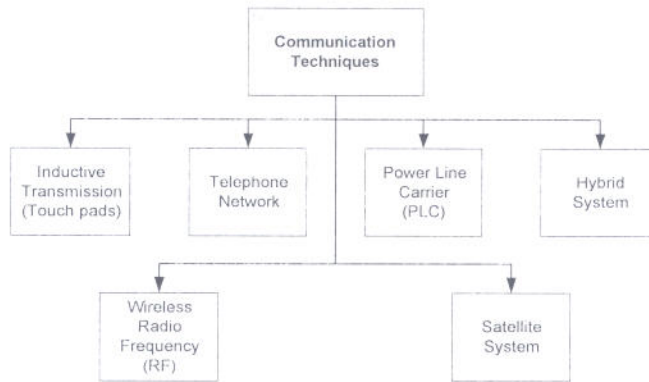 Communication
Techniques
Inductive
Transmission
(Touch pads)
Telephone
Network
Power Line
Carrier
(PLC)
Hybrid
System
Wireless
Radio
Frequency
(RF)
Satellite
System